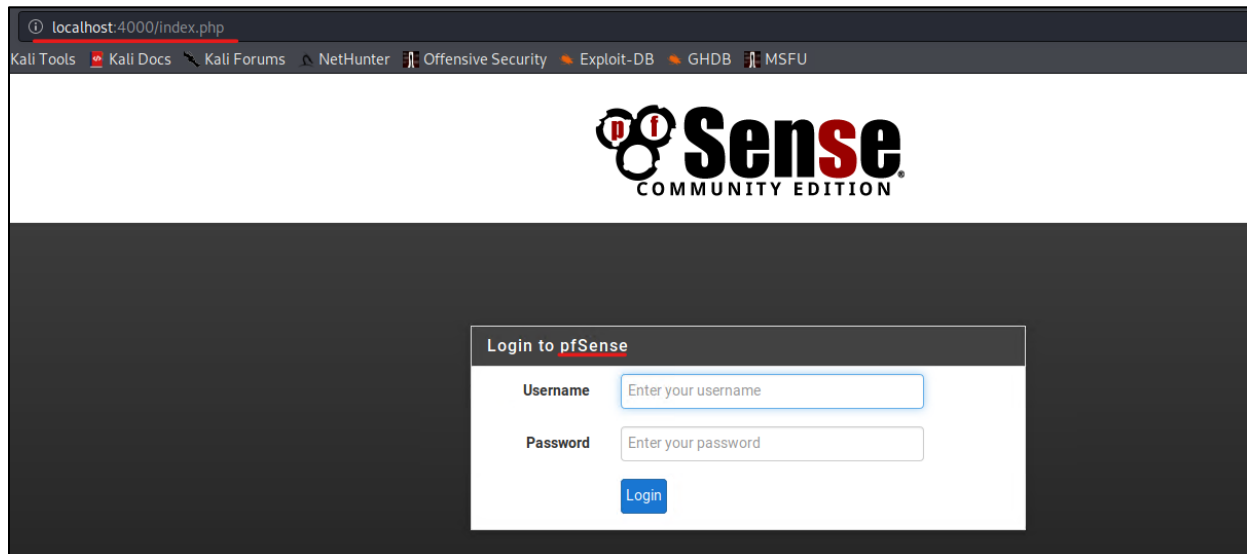 localhost:4000/index.php
Kali Tools Kali Docs Kali Forums NetHunter Offensive Security Exploit-DB GHDB MSFU
pf Sense®
COMMUNITY EDITION
Login to pfSense
Username Enter your username
Password Enter your password
Login